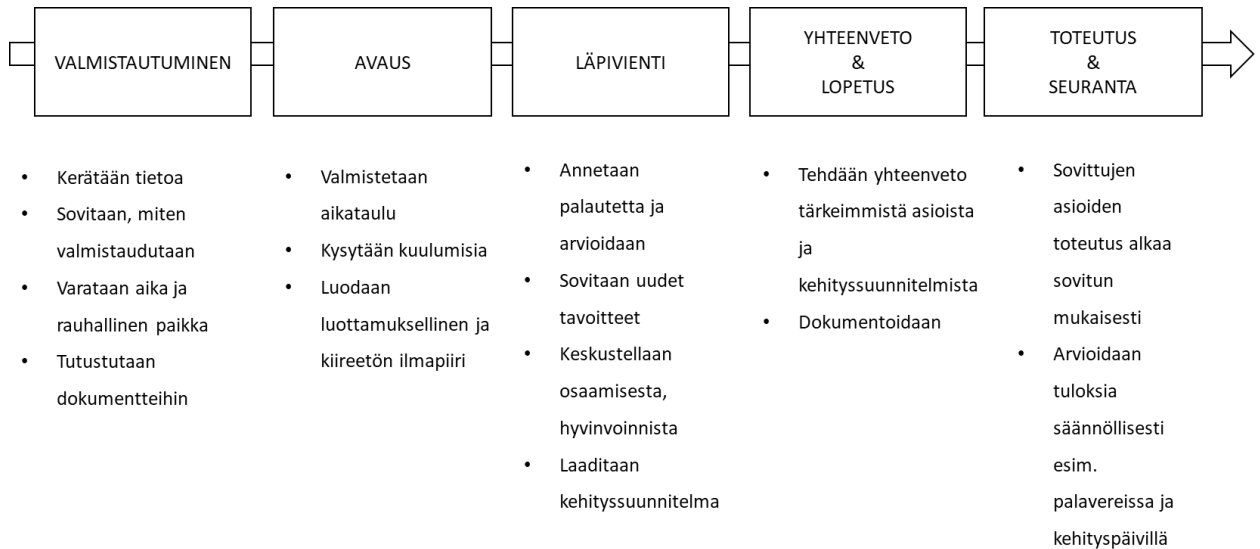 VALMISTAUTUMINEN
AVAUS
LÄPIVIENTI
YHTEENVETO
&
LOPETUS
TOTEUTUS
&
SEURANTA
• Kerätään tietoa
• Sovitaan, miten
valmistaudutaan
• Varataan aika ja
rauhallinen paikka
• Tutustutaan
dokumentteihin
• Valmistetaan
aikataulu
• Kysytään kuulumisia
• Luodaan
luottamuksellinen ja
kiireetön ilmapiiri
• Annetaan
palautetta ja
arvioidaan
• Sovitaan uudet
tavoitteet
• Keskustellaan
osaamisesta,
hyvinvoinnista
• Laaditaan
kehityssuunnitelma
• Tehdään yhteenveto
tärkeimmistä asioista
ja
kehityssuunnitelmista
• Dokumentoidaan
• Sovittujen
asioiden
toteutus alkaa
sovitun
mukaisesti
• Arvioidaan
tuloksia
säännöllisesti
esim.
palavereissa ja
kehityspäivillä